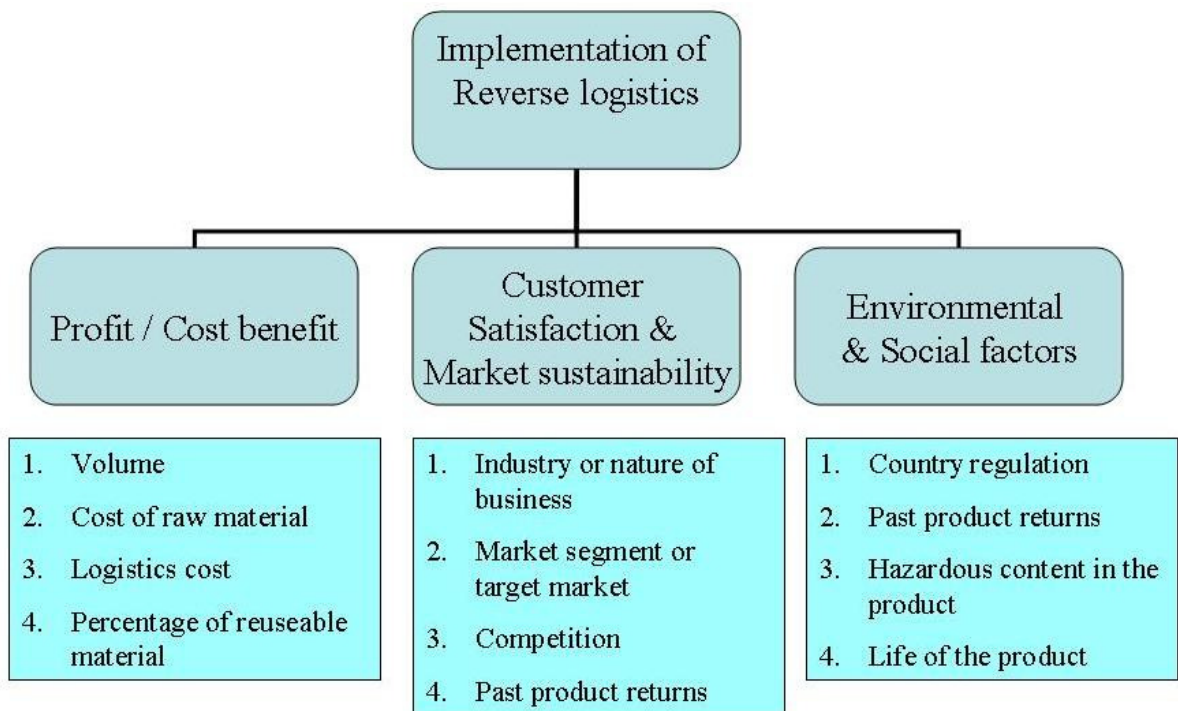 Implementation of
Reverse logistics
Profit / Cost benefit
Customer
Satisfaction &
Market sustainability
Environmental
& Social factors
1. Volume
2. Cost of raw material
3. Logistics cost
4. Percentage of reuseable
material
1. Industry or nature of
business
2. Market segment or
target market
3. Competition
4. Past product returns
1. Country regulation
2. Past product returns
3. Hazardous content in the
product
4. Life of the product